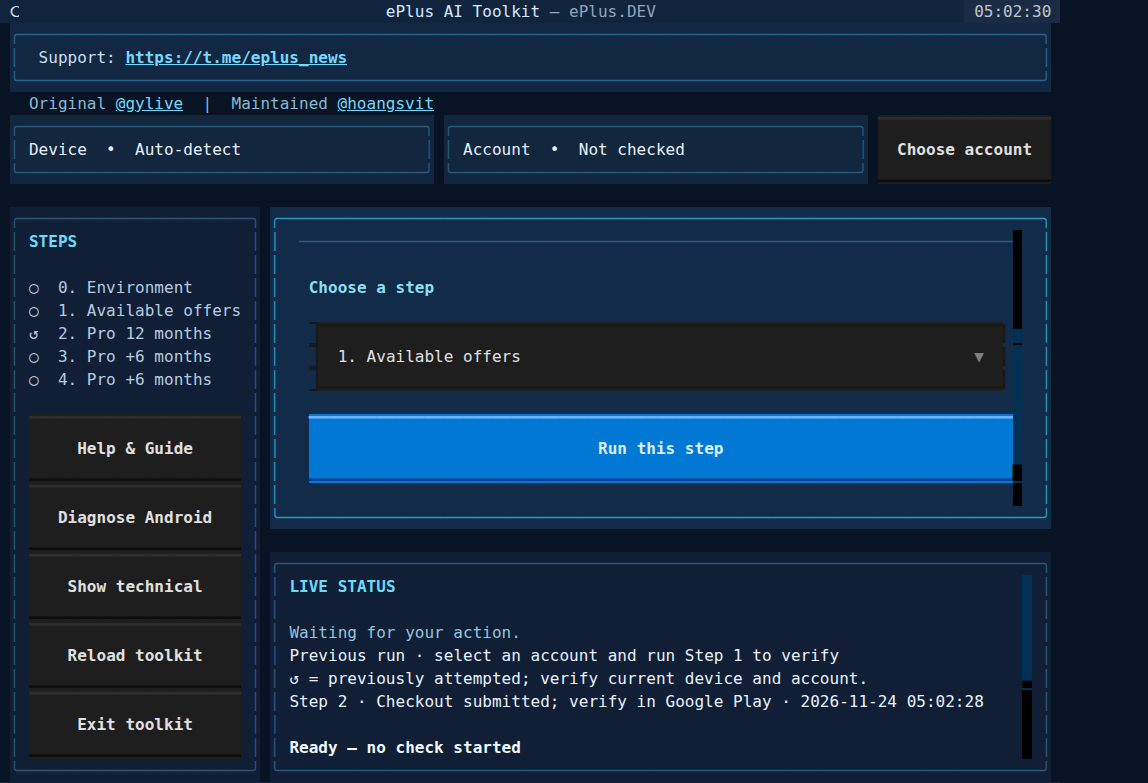 C ePlus AI Toolkit — ePlus.DEV 05:02:30
Support: https://t.me/eplus_news
Original @gylive | Maintained @hoangsvit
Device • Auto-detect
Account • Not checked
Choose account
STEPS
○ 0. Environment
○ 1. Available offers
↺ 2. Pro 12 months
○ 3. Pro +6 months
○ 4. Pro +6 months
Help & Guide
Diagnose Android
Show technical
Reload toolkit
Exit toolkit
Choose a step
1. Available offers ▼
Run this step
LIVE STATUS
Waiting for your action.
Previous run · select an account and run Step 1 to verify
↺ = previously attempted; verify current device and account.
Step 2 · Checkout submitted; verify in Google Play · 2026-11-24 05:02:28
Ready — no check started